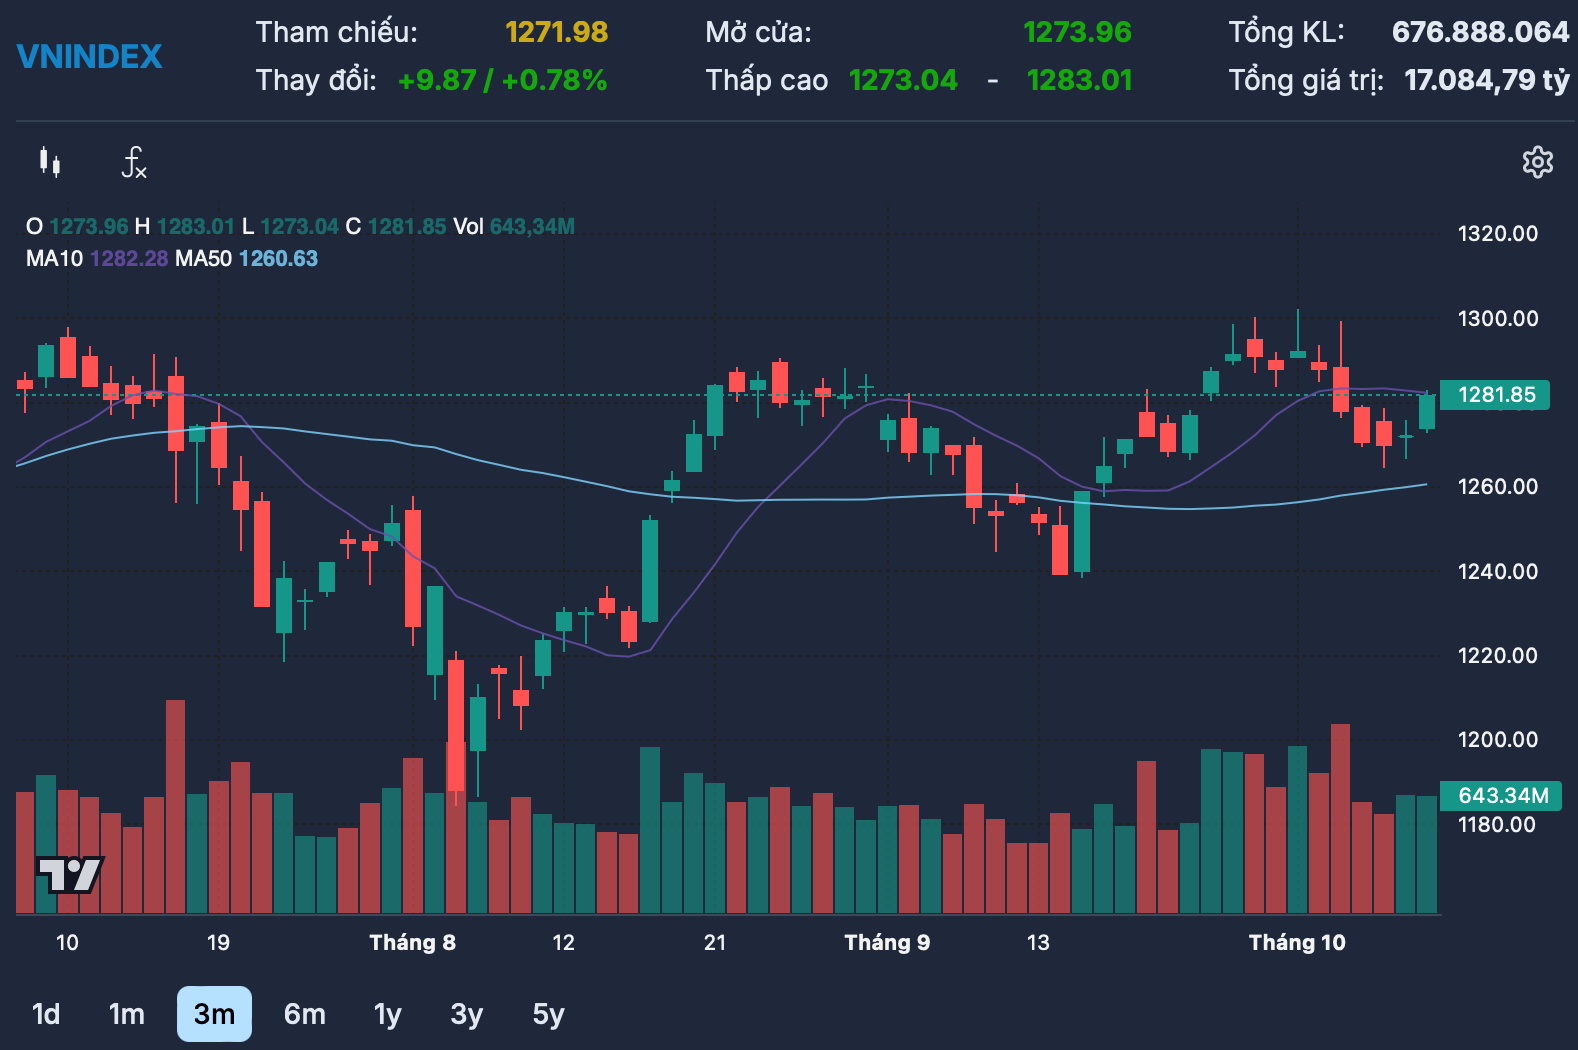 VNINDEX
Tham chiếu: 1271.98 Mở cửa: 1273.96 Tổng KL: 676.888.064
Thay đổi: +9.87 / +0.78% Thấp cao 1273.04 - 1283.01 Tổng giá trị: 17.084,79 tỷ
O 1273.96 H 1283.01 L 1273.04 C 1281.85 Vol 643,34M
MA10 1282.28 MA50 1260.63
1320.00
1300.00
1281.85
1260.00
1240.00
1220.00
1200.00
643.34M
1180.00
10 19 Tháng 8 12 21 Tháng 9 13 Tháng 10
1d 1m 3m 6m 1y 3y 5y